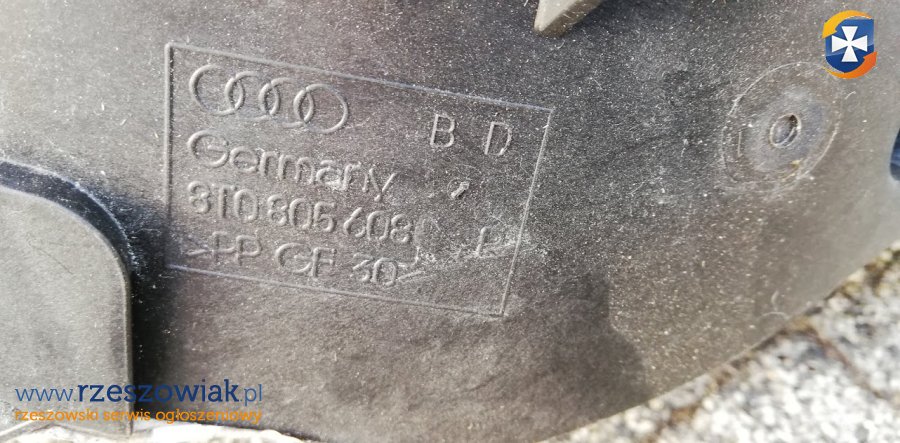 B D
Germany
8T0 805 608
>PP GF 30<
www.rzeszowiak.pl
rzeszowski serwis ogłoszeniowy